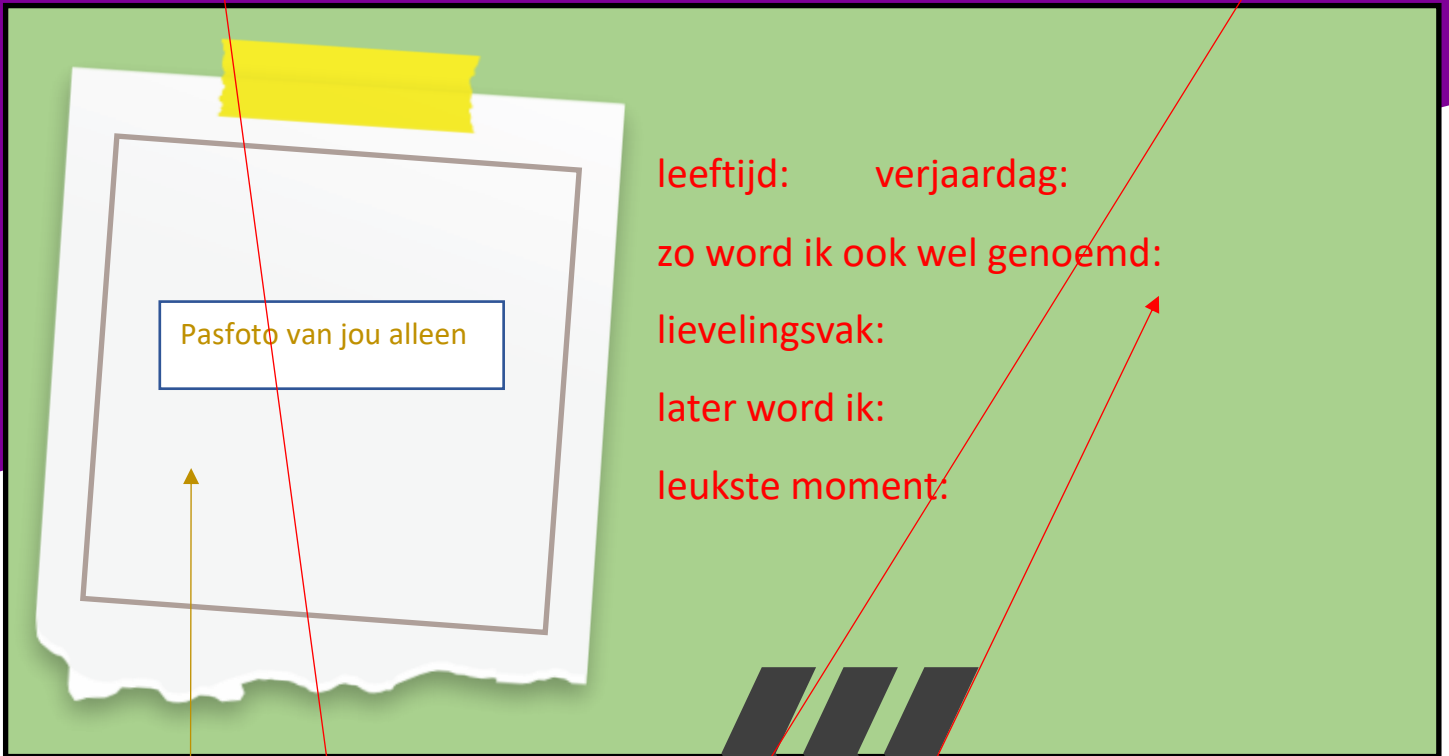 Pasfoto van jou alleen
leeftijd: verjaardag:
zo word ik ook wel genoemd:
lievelingsvak:
later word ik:
leukste moment: